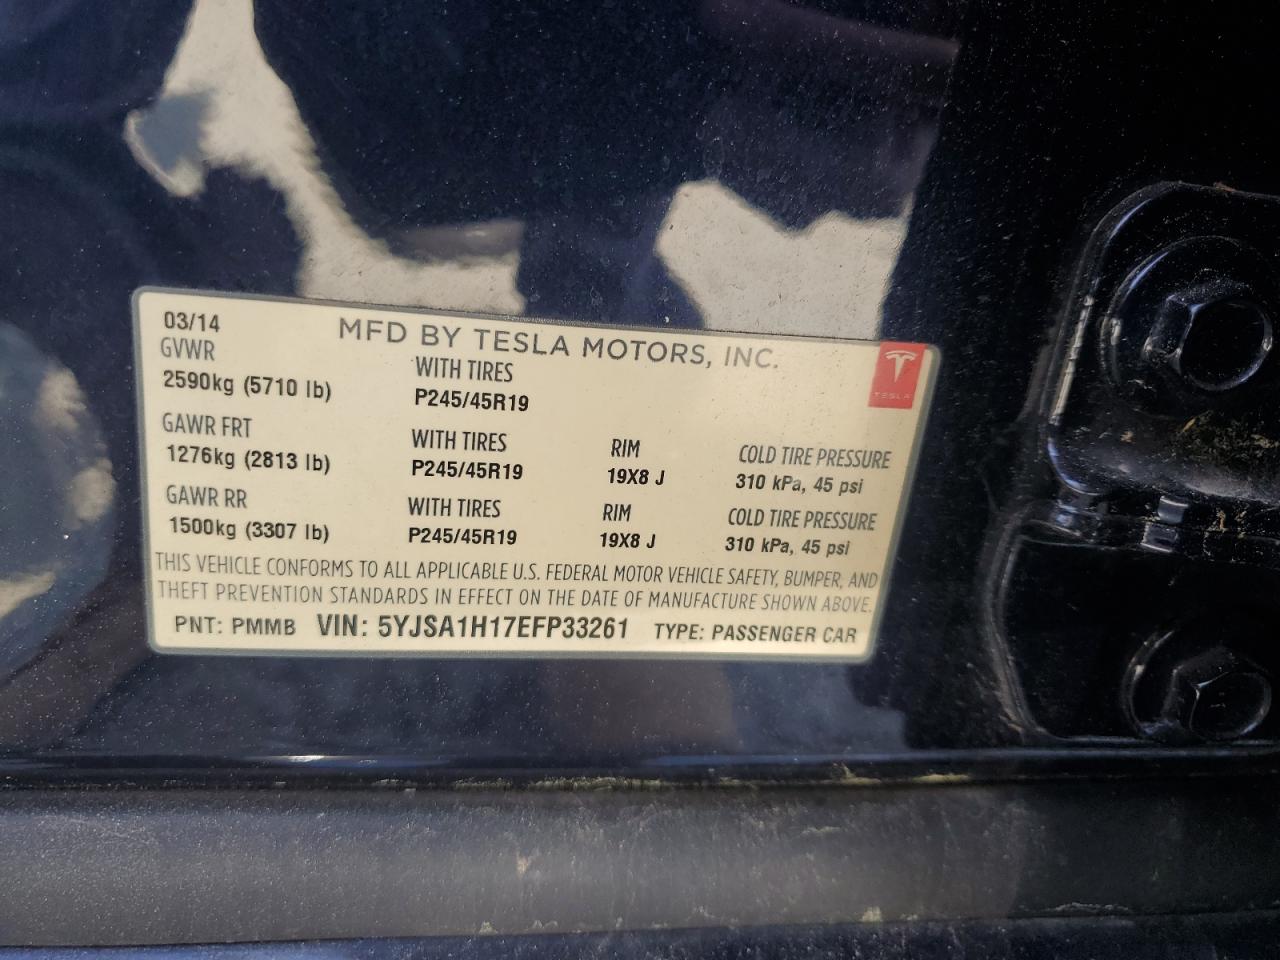 03/14
MFD BY TESLA MOTORS, INC.
GVWR WITH TIRES
2590kg (5710 lb) P245/45R19
TESLA
GAWR FRT WITH TIRES RIM COLD TIRE PRESSURE
1276kg (2813 lb) P245/45R19 19X8 J 310 kPa, 45 psi
GAWR RR WITH TIRES RIM COLD TIRE PRESSURE
1500kg (3307 lb) P245/45R19 19X8 J 310 kPa, 45 psi
THIS VEHICLE CONFORMS TO ALL APPLICABLE U.S. FEDERAL MOTOR VEHICLE SAFETY, BUMPER, AND
THEFT PREVENTION STANDARDS IN EFFECT ON THE DATE OF MANUFACTURE SHOWN ABOVE.
PNT: PMMB VIN: 5YJSA1H17EFP33261 TYPE: PASSENGER CAR